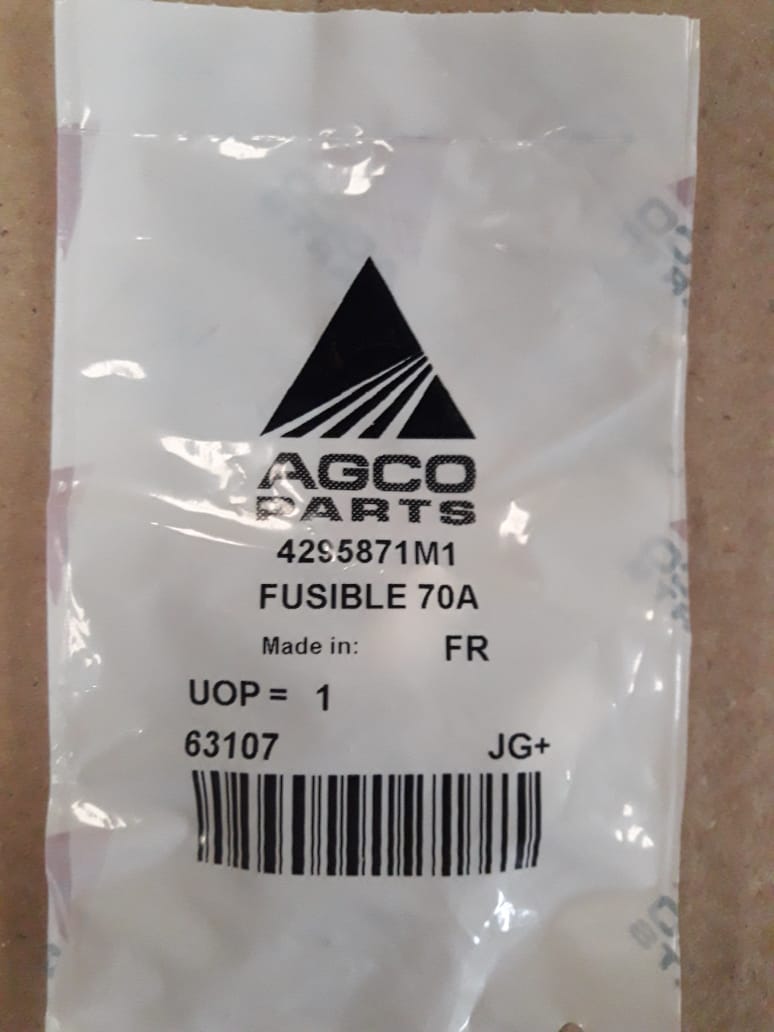 AGCO
PARTS
4295871M1
FUSIBLE 70A
Made in: FR
UOP = 1
63107 JG+